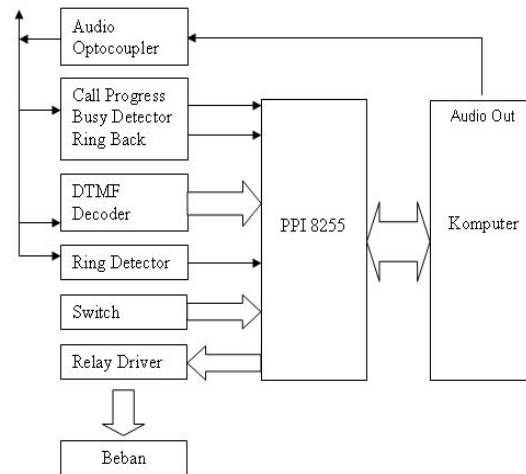 Audio
Optocoupler
Call Progress
Busy Detector
Ring Back
DTMF
Decoder
Ring Detector
Switch
Relay Driver
Beban
PPI 8255
Audio Out
Komputer